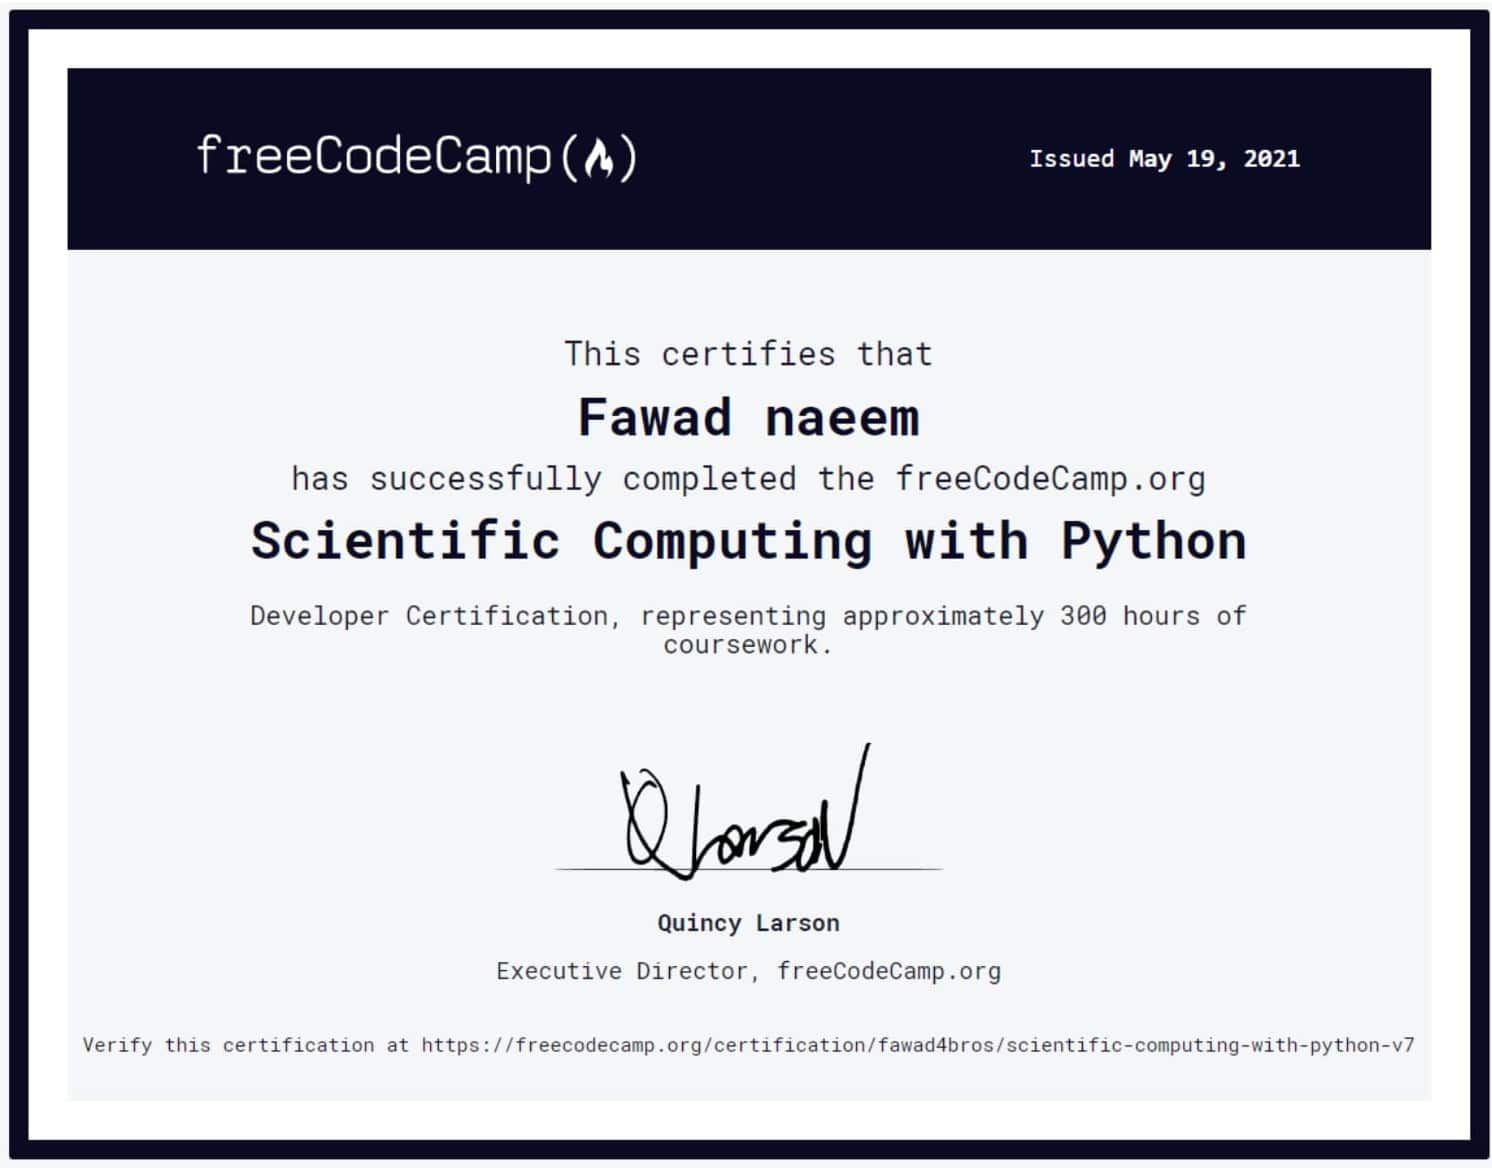 freeCodeCamp(🔥)
Issued May 19, 2021
This certifies that
Fawad naeem
has successfully completed the freeCodeCamp.org
Scientific Computing with Python
Developer Certification, representing approximately 300 hours of
coursework.
Q Larson
Quincy Larson
Executive Director, freeCodeCamp.org
Verify this certification at https://freecodecamp.org/certification/fawad4bros/scientific-computing-with-python-v7